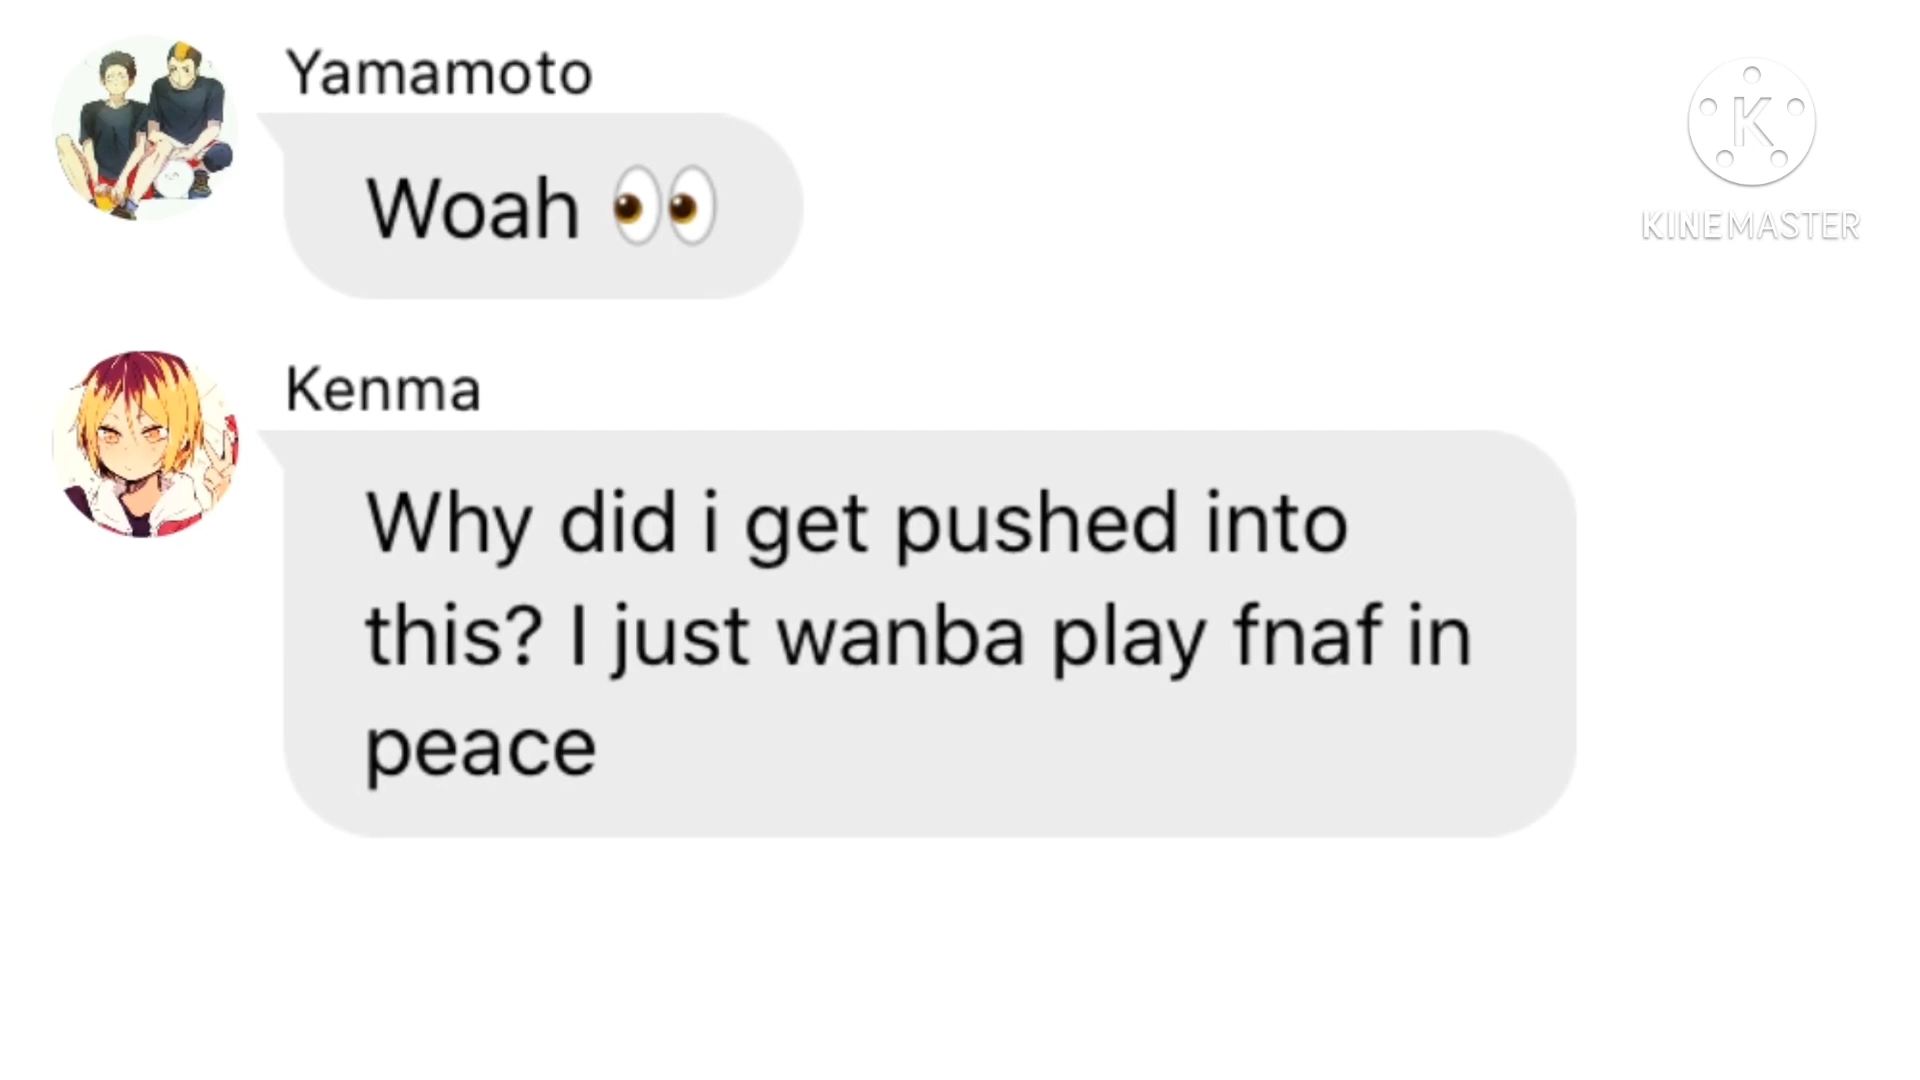 Yamamoto
Woah 👀
K
KINEMASTER
Kenma
Why did i get pushed into
this? I just wanba play fnaf in
peace